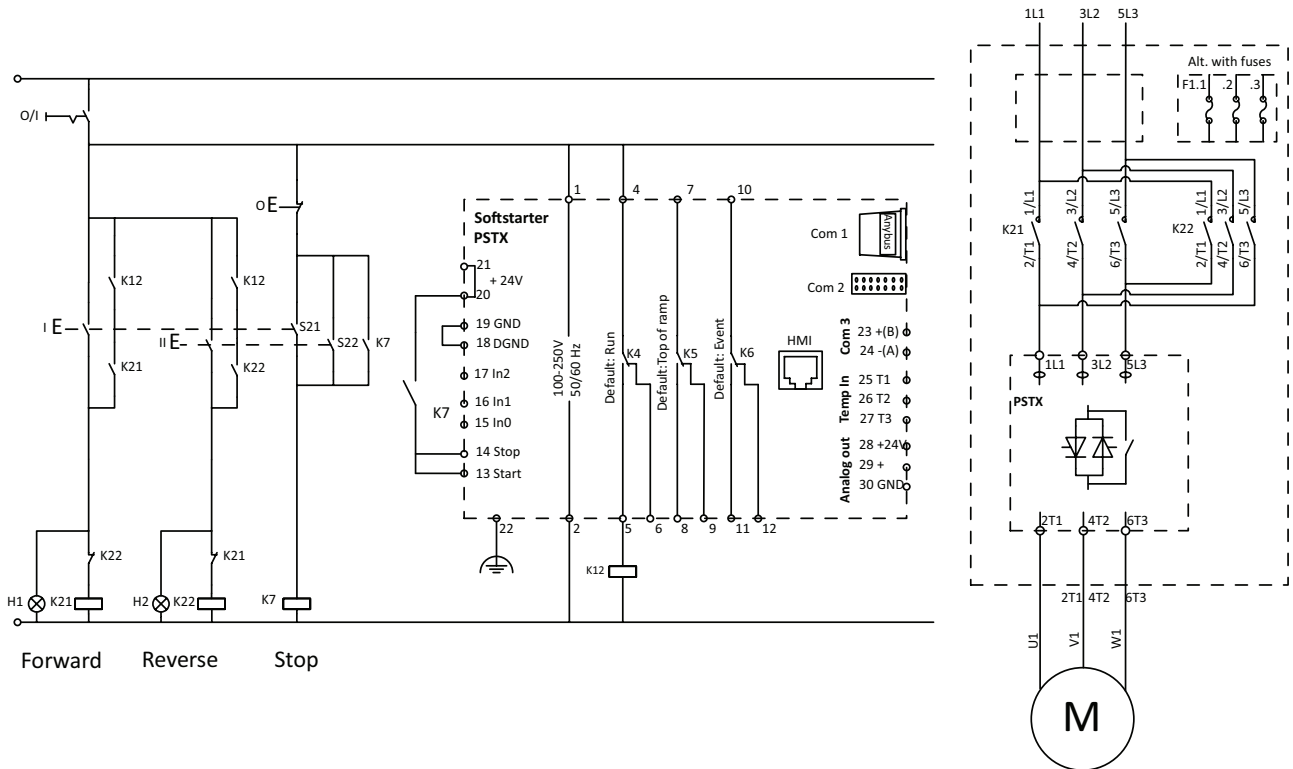 1L1 3L2 5L3
Alt. with fuses
F1.1 .2 .3
O/I
O E
1 4 7 10
Softstarter
PSTX
Com 1
Anybus
Com 2
21
+ 24V
20
19 GND
18 DGND
17 In2
16 In1
15 In0
14 Stop
13 Start
K7
100-250V
50/60 Hz
Default: Run
K4
Default:Top of ramp
K5
Default: Event
K6
HMI
Com 3
23 +(B)
24 -(A)
Temp In
25 T1
26 T2
27 T3
Analog out
28 +24V
29 +
30 GND
22 2 5 6 8 9 11 12
K12
K12 K12
I E S21
II E S22 K7
K21 K22
K22 K21
H1 K21 H2 K22 K7
Forward Reverse Stop
1/L1 3/L2 5/L3 1/L1 3/L2 5/L3
K21 K22
2/T1 4/T2 6/T3 2/T1 4/T2 6/T3
1L1 3L2 5L3
PSTX
2T1 4T2 6T3
2T1 4T2 6T3
U1 V1 W1
M